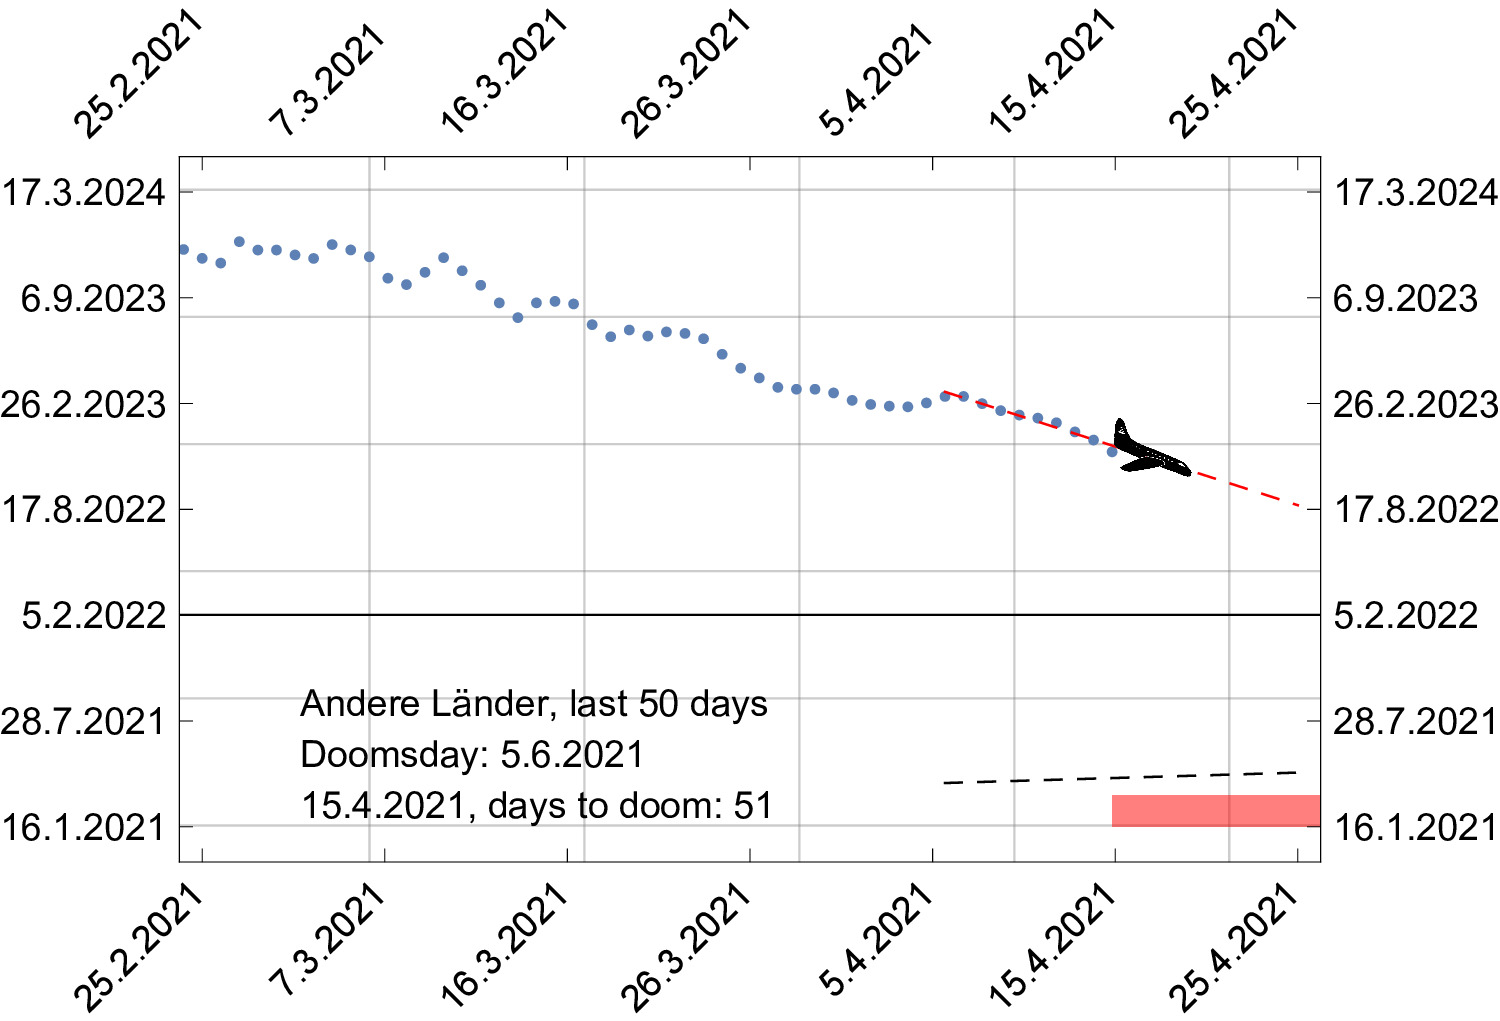 25.2.2021 7.3.2021 16.3.2021 26.3.2021 5.4.2021 15.4.2021 25.4.2021
17.3.2024 17.3.2024
6.9.2023 6.9.2023
26.2.2023 26.2.2023
17.8.2022 17.8.2022
5.2.2022 5.2.2022
Andere Länder, last 50 days
28.7.2021 28.7.2021
Doomsday: 5.6.2021
15.4.2021, days to doom: 51
16.1.2021 16.1.2021
25.2.2021 7.3.2021 16.3.2021 26.3.2021 5.4.2021 15.4.2021 25.4.2021